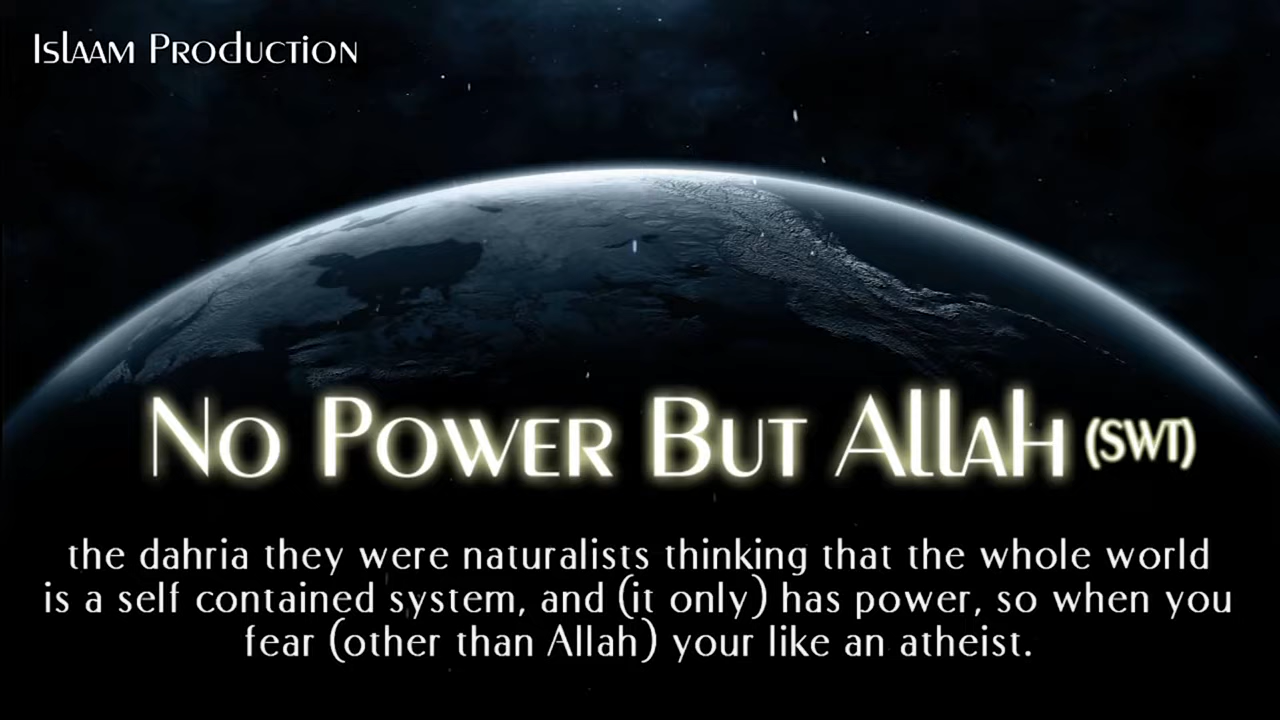 Islaam Production
No Power But Allah (SWT)
the dahria they were naturalists thinking that the whole world
is a self contained system, and (it only) has power, so when you
fear (other than Allah) your like an atheist.